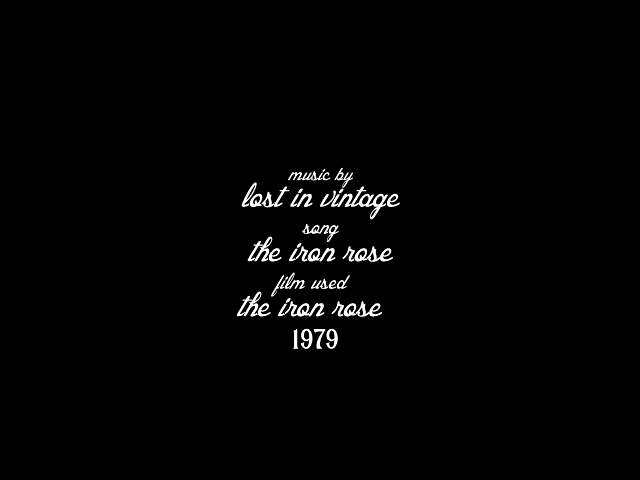 music by
lost in vintage
song
the iron rose
film used
the iron rose
1979